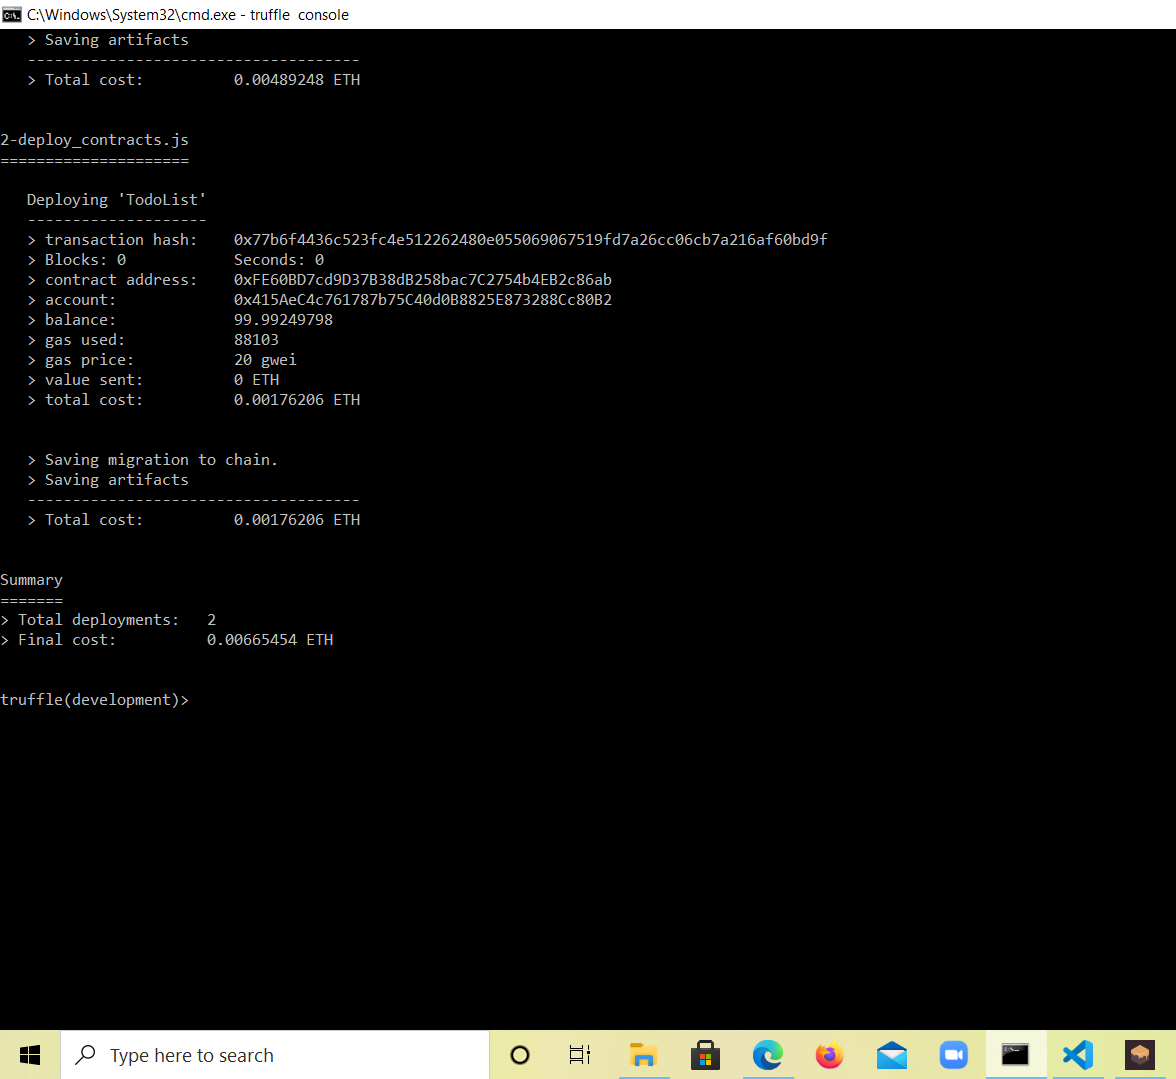 C:\Windows\System32\cmd.exe - truffle  console
   > Saving artifacts
   -------------------------------------
   > Total cost:          0.00489248 ETH
2-deploy_contracts.js
=====================
   Deploying 'TodoList'
   --------------------
   > transaction hash:    0x77b6f4436c523fc4e512262480e055069067519fd7a26cc06cb7a216af60bd9f
   > Blocks: 0            Seconds: 0
   > contract address:    0xFE60BD7cd9D37B38dB258bac7C2754b4EB2c86ab
   > account:             0x415AeC4c761787b75C40d0B8825E873288Cc80B2
   > balance:             99.99249798
   > gas used:            88103
   > gas price:           20 gwei
   > value sent:          0 ETH
   > total cost:          0.00176206 ETH
   > Saving migration to chain.
   > Saving artifacts
   -------------------------------------
   > Total cost:          0.00176206 ETH
Summary
=======
> Total deployments:   2
> Final cost:          0.00665454 ETH
truffle(development)>
Type here to search